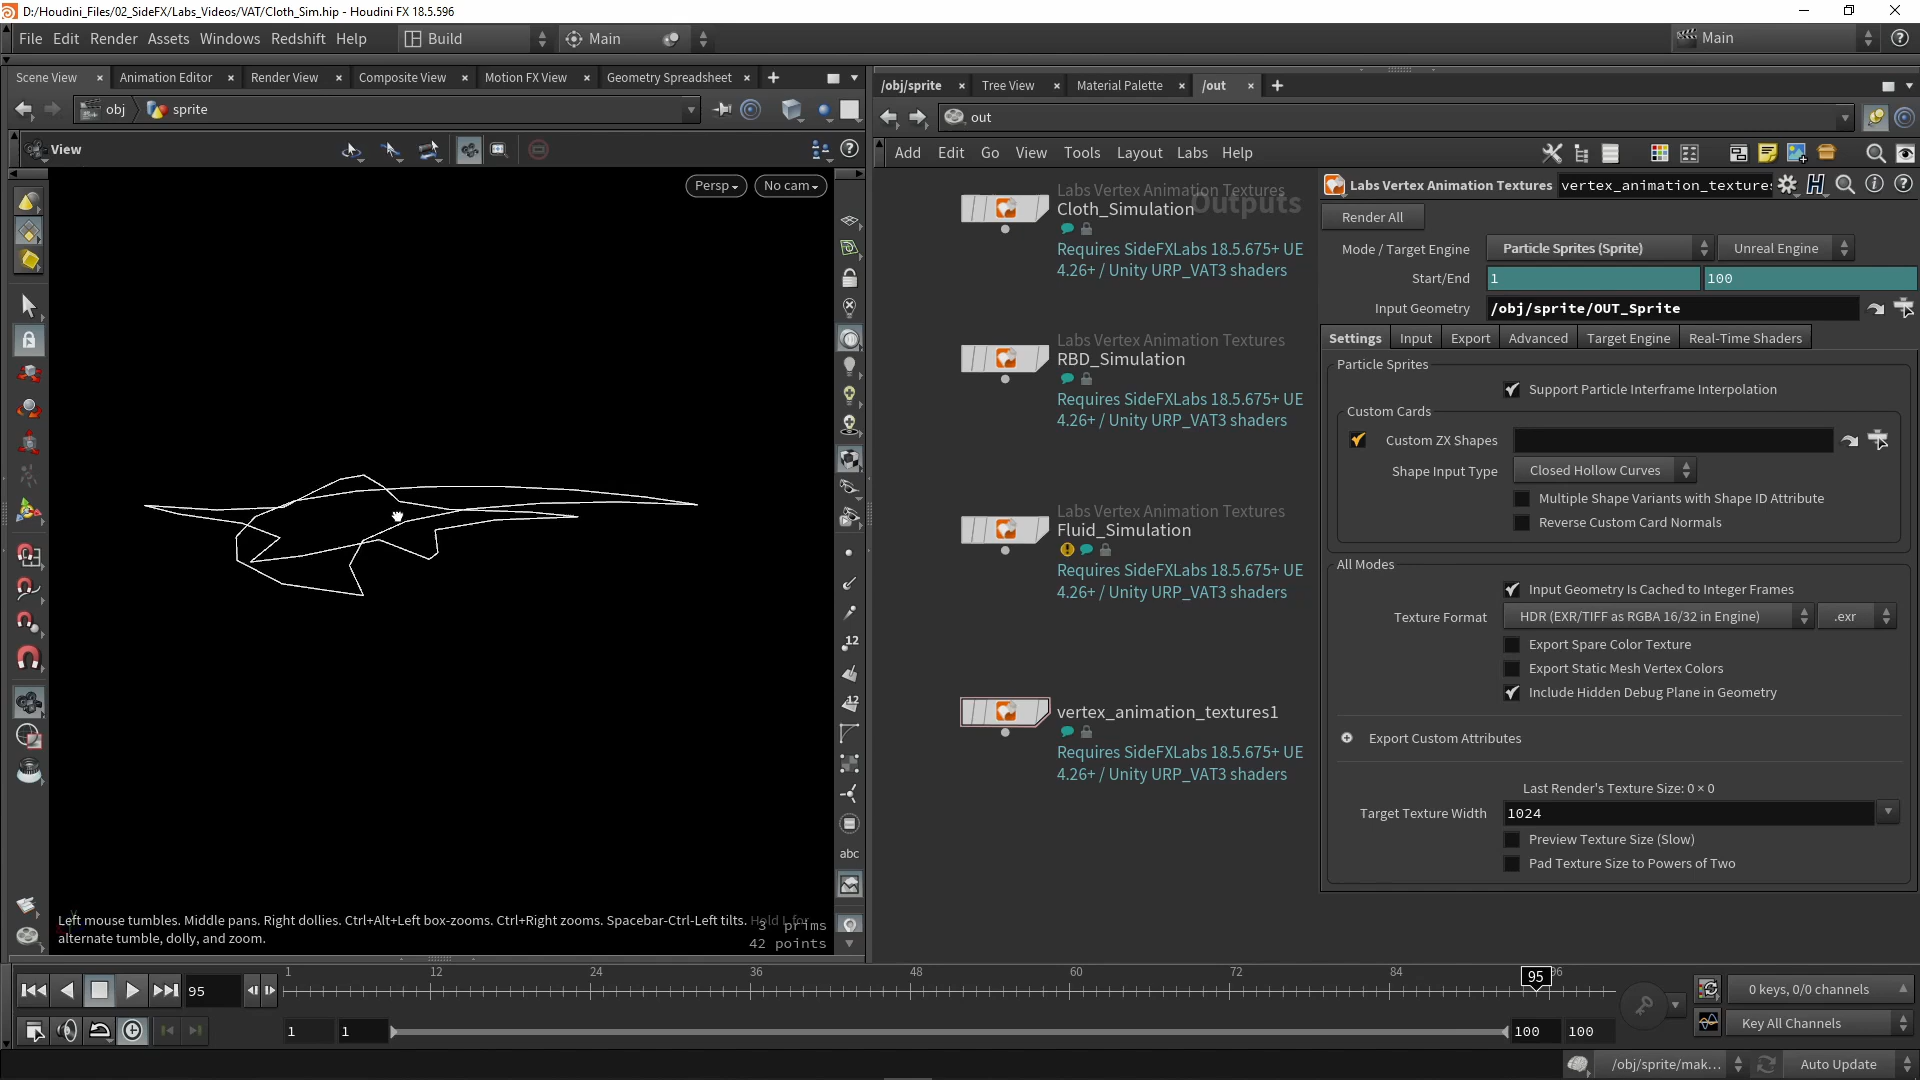 D:/Houdini_Files/02_SideFX/Labs_Videos/VAT/Cloth_Sim.hip - Houdini FX 18.5.596
File Edit Render Assets Windows Redshift Help
Build
Main
Main
Scene View
Animation Editor
Render View
Composite View
Motion FX View
Geometry Spreadsheet
/obj/sprite
Tree View
Material Palette
/out
obj
sprite
out
View
Add Edit Go View Tools Layout Labs Help
Persp
No cam
Outputs
Labs Vertex Animation Textures
Cloth_Simulation
Requires SideFXLabs 18.5.675+ UE
4.26+ / Unity URP_VAT3 shaders
Labs Vertex Animation Textures
RBD_Simulation
Requires SideFXLabs 18.5.675+ UE
4.26+ / Unity URP_VAT3 shaders
Labs Vertex Animation Textures
Fluid_Simulation
Requires SideFXLabs 18.5.675+ UE
4.26+ / Unity URP_VAT3 shaders
vertex_animation_textures1
Requires SideFXLabs 18.5.675+ UE
4.26+ / Unity URP_VAT3 shaders
Labs Vertex Animation Textures
vertex_animation_textures
Render All
Mode / Target Engine Particle Sprites (Sprite) Unreal Engine
Start/End 1 100
Input Geometry /obj/sprite/OUT_Sprite
Settings Input Export Advanced Target Engine Real-Time Shaders
Particle Sprites
Support Particle Interframe Interpolation
Custom Cards
Custom ZX Shapes
Shape Input Type Closed Hollow Curves
Multiple Shape Variants with Shape ID Attribute
Reverse Custom Card Normals
All Modes
Input Geometry Is Cached to Integer Frames
Texture Format HDR (EXR/TIFF as RGBA 16/32 in Engine) .exr
Export Spare Color Texture
Export Static Mesh Vertex Colors
Include Hidden Debug Plane in Geometry
Export Custom Attributes
Last Render's Texture Size: 0 × 0
Target Texture Width 1024
Preview Texture Size (Slow)
Pad Texture Size to Powers of Two
12
12
abc
Left mouse tumbles. Middle pans. Right dollies. Ctrl+Alt+Left box-zooms. Ctrl+Right zooms. Spacebar-Ctrl-Left tilts. Hold L for
alternate tumble, dolly, and zoom.
3 prims
42 points
95
1 12 24 36 48 60 72 84 95 96
1 1 100 100
0 keys, 0/0 channels
Key All Channels
/obj/sprite/mak...
Auto Update